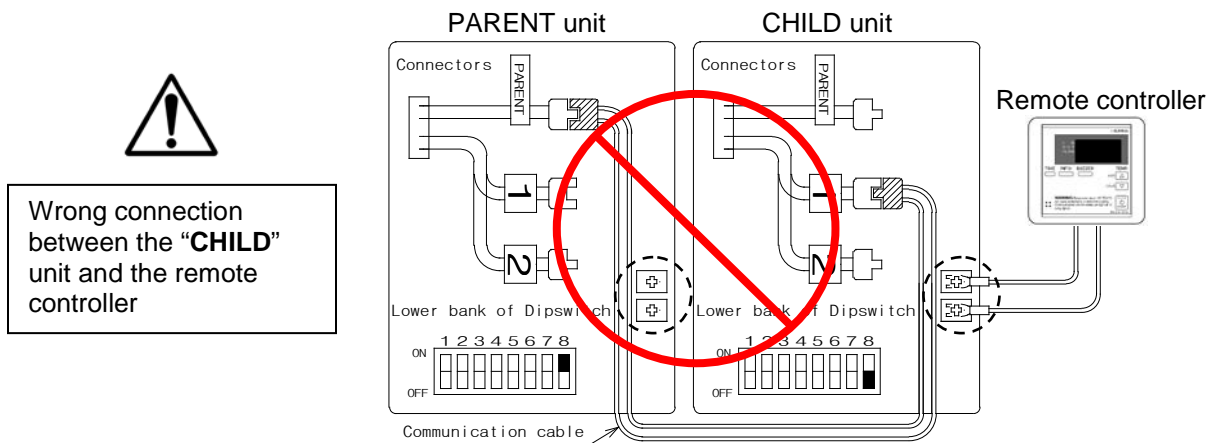 PARENT unit
CHILD unit
Connectors
PARENT
1
2
Lower bank of Dipswitch
1 2 3 4 5 6 7 8
ON
OFF
Connectors
PARENT
1
2
Lower bank of Dipswitch
1 2 3 4 5 6 7 8
ON
OFF
Communication cable
Remote controller
Wrong connection
between the “CHILD”
unit and the remote
controller